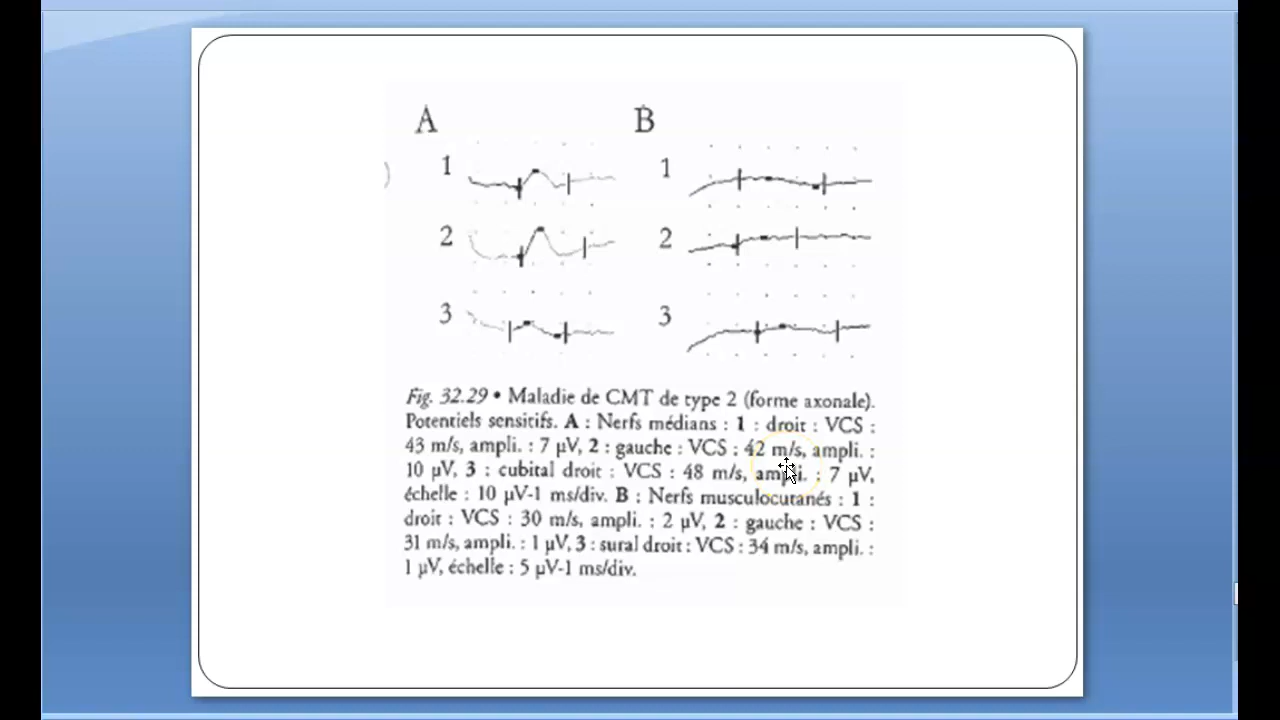 A B
1 1
2 2
3 3
Fig. 32.29 • Maladie de CMT de type 2 (forme axonale).
Potentiels sensitifs. A : Nerfs médians : 1 : droit : VCS :
43 m/s, ampli. : 7 µV, 2 : gauche : VCS : 42 m/s, ampli. :
10 µV, 3 : cubital droit : VCS : 48 m/s, ampli. : 7 µV,
échelle : 10 µV-1 ms/div. B : Nerfs musculocutanés : 1 :
droit : VCS : 30 m/s, ampli. : 2 µV, 2 : gauche : VCS :
31 m/s, ampli. : 1 µV, 3 : sural droit : VCS : 34 m/s, ampli. :
1 µV, échelle : 5 µV-1 ms/div.